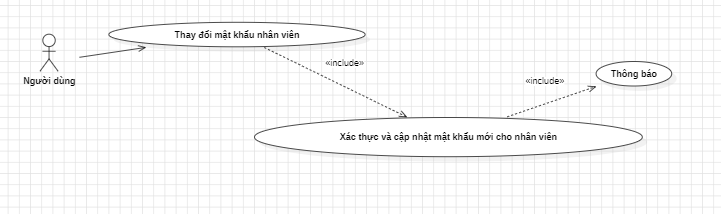 Thay đổi mật khẩu nhân viên
«include»
Thông báo
Người dùng
«include»
Xác thực và cập nhật mật khẩu mới cho nhân viên